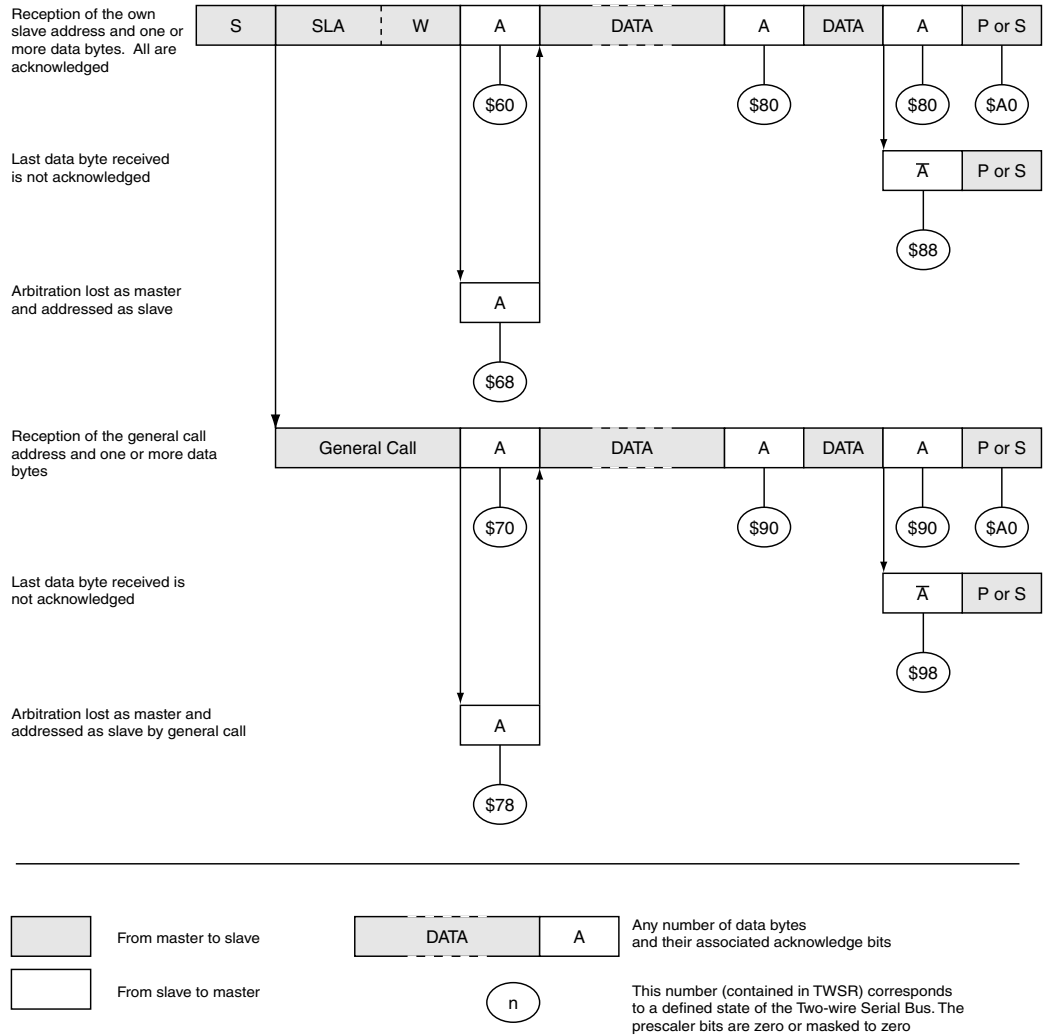 Reception of the own
slave address and one or
more data bytes. All are
acknowledged
S SLA W A DATA A DATA A P or S
$60 $80 $80 $A0
Last data byte received
is not acknowledged
A̅ P or S
$88
Arbitration lost as master
and addressed as slave
A
$68
Reception of the general call
address and one or more data
bytes
General Call A DATA A DATA A P or S
$70 $90 $90 $A0
Last data byte received is
not acknowledged
A̅ P or S
$98
Arbitration lost as master and
addressed as slave by general call
A
$78
From master to slave
DATA A
Any number of data bytes
and their associated acknowledge bits
From slave to master
n
This number (contained in TWSR) corresponds
to a defined state of the Two-wire Serial Bus. The
prescaler bits are zero or masked to zero